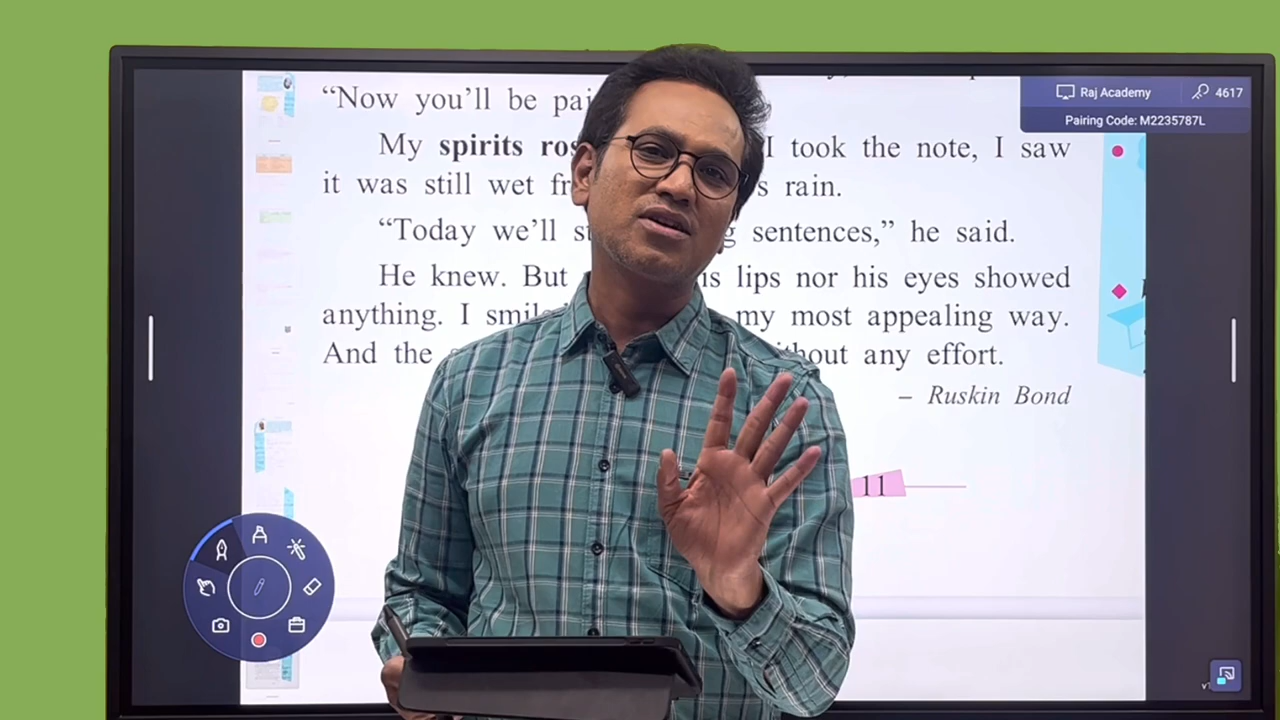 “Now you’ll be pai
My spirits ros I took the note, I saw
it was still wet fr s rain.
“Today we’ll st g sentences,” he said.
He knew. But is lips nor his eyes showed
anything. I smil my most appealing way.
And the thout any effort.
– Ruskin Bond
11
Raj Academy 4617
Pairing Code: M2235787L